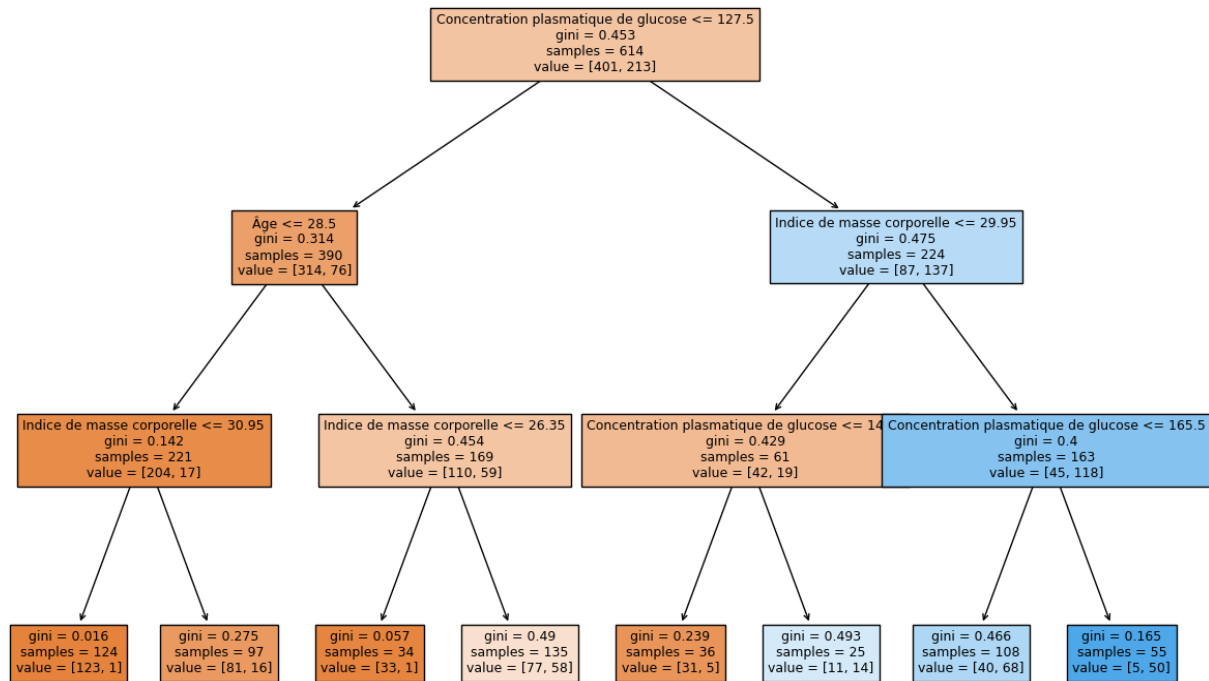 Concentration plasmatique de glucose <= 127.5
gini = 0.453
samples = 614
value = [401, 213]
Âge <= 28.5
gini = 0.314
samples = 390
value = [314, 76]
Indice de masse corporelle <= 29.95
gini = 0.475
samples = 224
value = [87, 137]
Indice de masse corporelle <= 30.95
gini = 0.142
samples = 221
value = [204, 17]
Indice de masse corporelle <= 26.35
gini = 0.454
samples = 169
value = [110, 59]
Concentration plasmatique de glucose <= 14
gini = 0.429
samples = 61
value = [42, 19]
Concentration plasmatique de glucose <= 165.5
gini = 0.4
samples = 163
value = [45, 118]
gini = 0.016
samples = 124
value = [123, 1]
gini = 0.275
samples = 97
value = [81, 16]
gini = 0.057
samples = 34
value = [33, 1]
gini = 0.49
samples = 135
value = [77, 58]
gini = 0.239
samples = 36
value = [31, 5]
gini = 0.493
samples = 25
value = [11, 14]
gini = 0.466
samples = 108
value = [40, 68]
gini = 0.165
samples = 55
value = [5, 50]